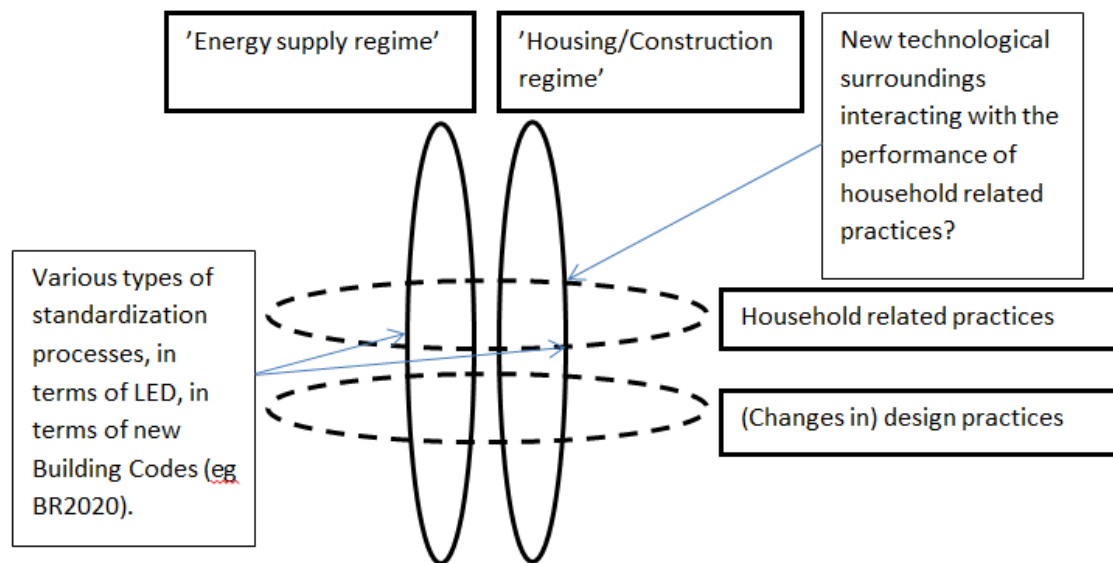 ’Energy supply regime’
’Housing/Construction
regime’
New technological
surroundings
interacting with the
performance of
household related
practices?
Various types of
standardization
processes, in
terms of LED, in
terms of new
Building Codes (eg
BR2020).
Household related practices
(Changes in) design practices